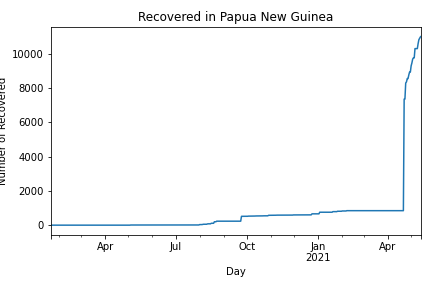 Recovered in Papua New Guinea
Number of Recovered
10000
8000
6000
4000
2000
0
Apr
Jul
Oct
Jan
2021
Apr
Day